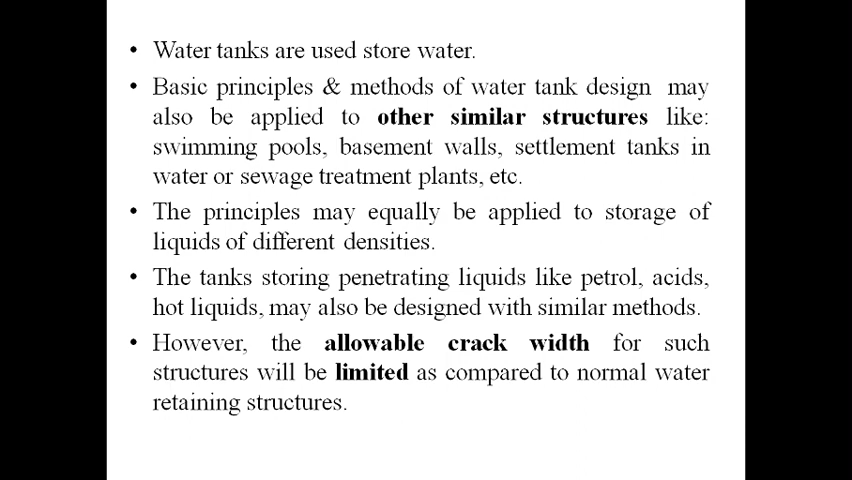 • Water tanks are used store water.
• Basic principles & methods of water tank design may
also be applied to other similar structures like:
swimming pools, basement walls, settlement tanks in
water or sewage treatment plants, etc.
• The principles may equally be applied to storage of
liquids of different densities.
• The tanks storing penetrating liquids like petrol, acids,
hot liquids, may also be designed with similar methods.
• However, the allowable crack width for such
structures will be limited as compared to normal water
retaining structures.